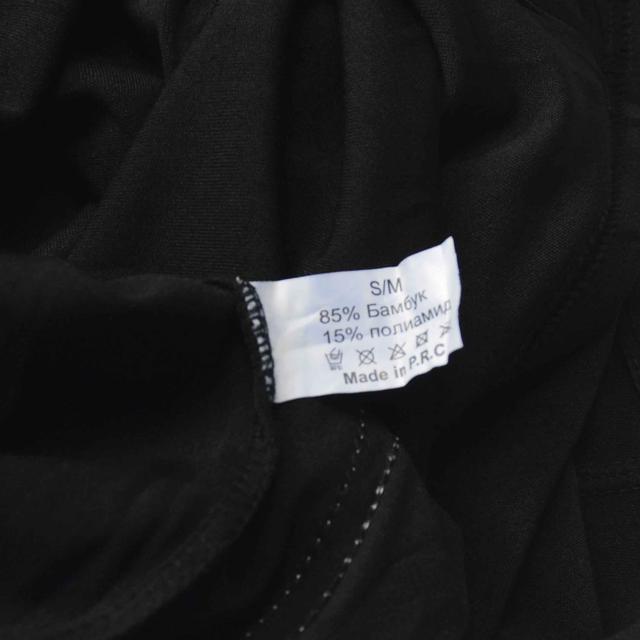 S/M
85% Бамбук
15% полиамид
Made in P.R.C